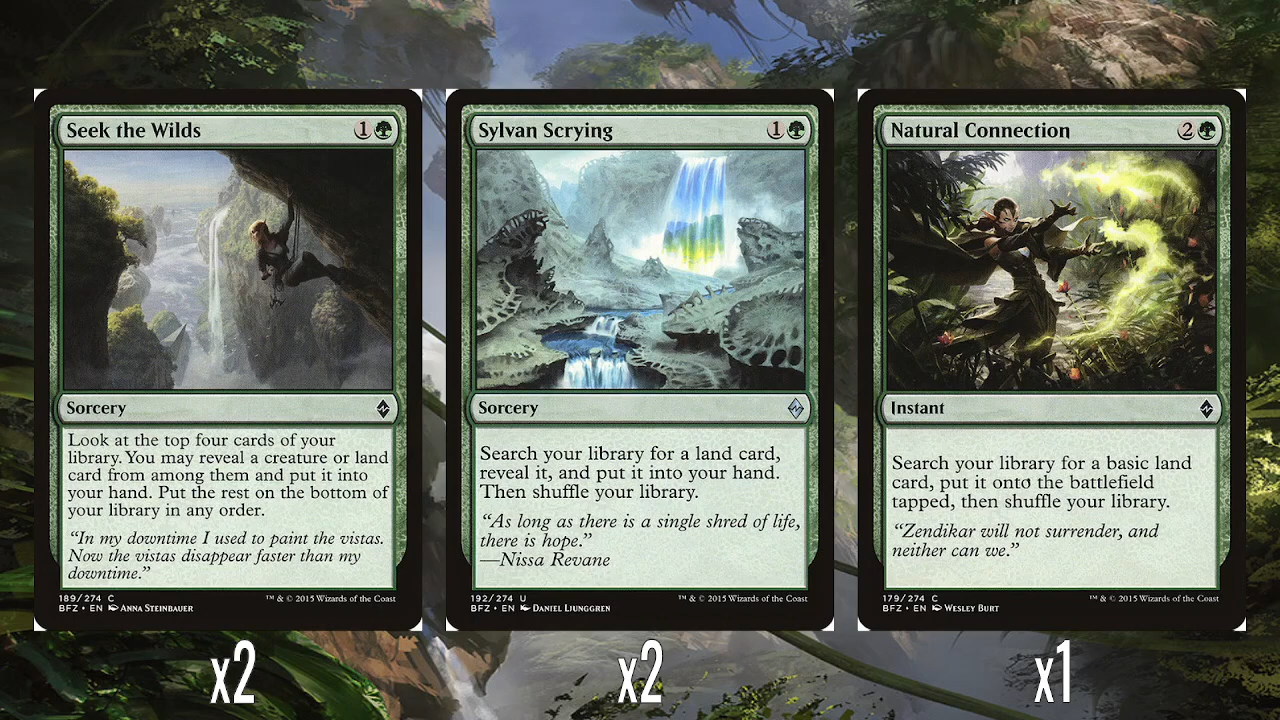 Seek the Wilds 1
Sorcery
Look at the top four cards of your
library. You may reveal a creature or land
card from among them and put it into
your hand. Put the rest on the bottom of
your library in any order.
“In my downtime I used to paint the vistas.
Now the vistas disappear faster than my
downtime.”
189/274 C
BFZ • EN Anna Steinbauer
™ & © 2015 Wizards of the Coast
x2
Sylvan Scrying 1
Sorcery
Search your library for a land card,
reveal it, and put it into your hand.
Then shuffle your library.
“As long as there is a single shred of life,
there is hope.”
—Nissa Revane
192/274 U
BFZ • EN Daniel Ljunggren
™ & © 2015 Wizards of the Coast
x2
Natural Connection 2
Instant
Search your library for a basic land
card, put it onto the battlefield
tapped, then shuffle your library.
“Zendikar will not surrender, and
neither can we.”
179/274 C
BFZ • EN Wesley Burt
™ & © 2015 Wizards of the Coast
x1